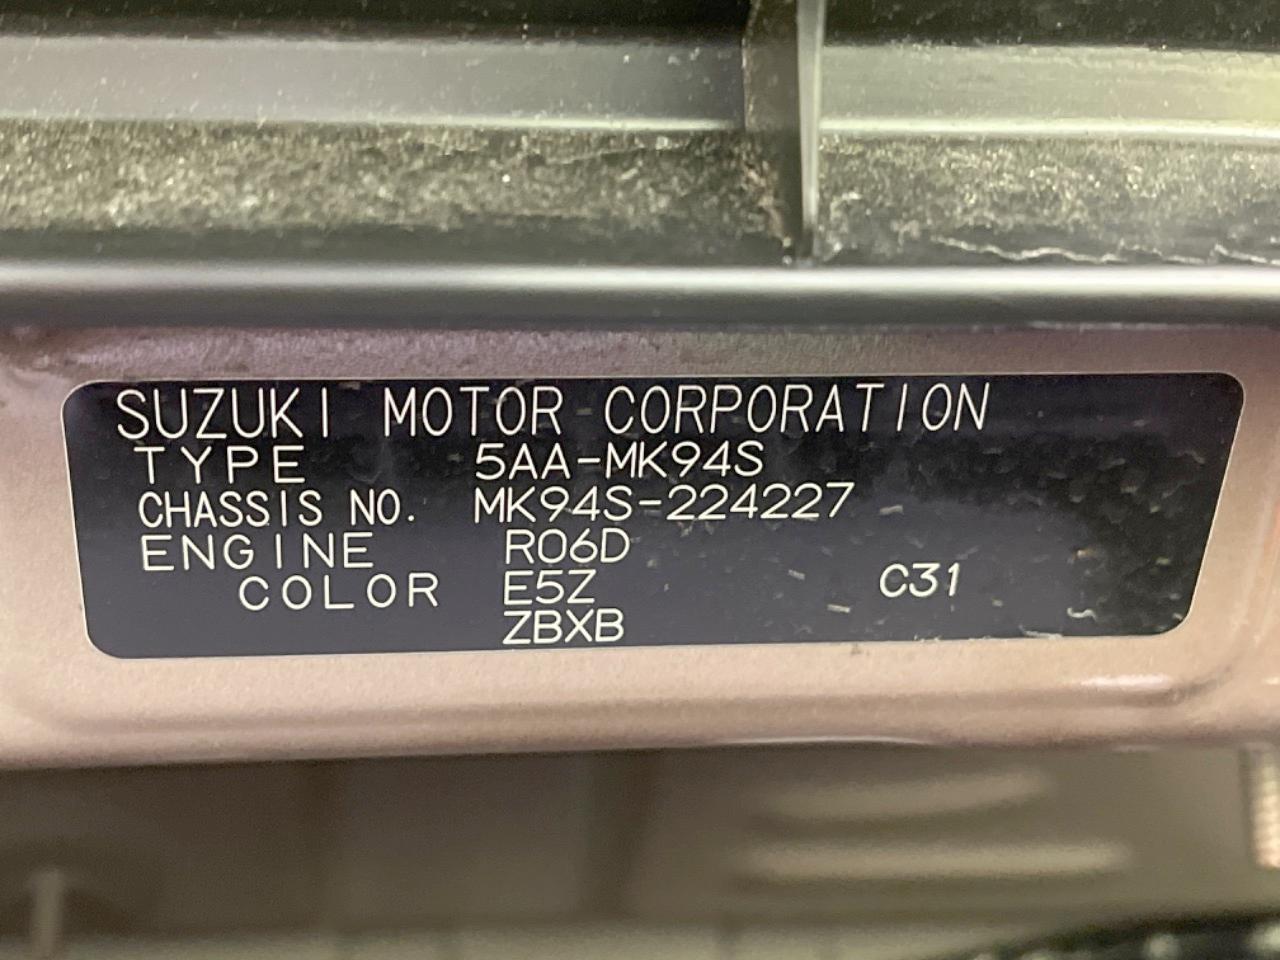 SUZUKI MOTOR CORPORATION
TYPE 5AA-MK94S
CHASSIS NO. MK94S-224227
ENGINE R06D
COLOR E5Z C31
ZBXB